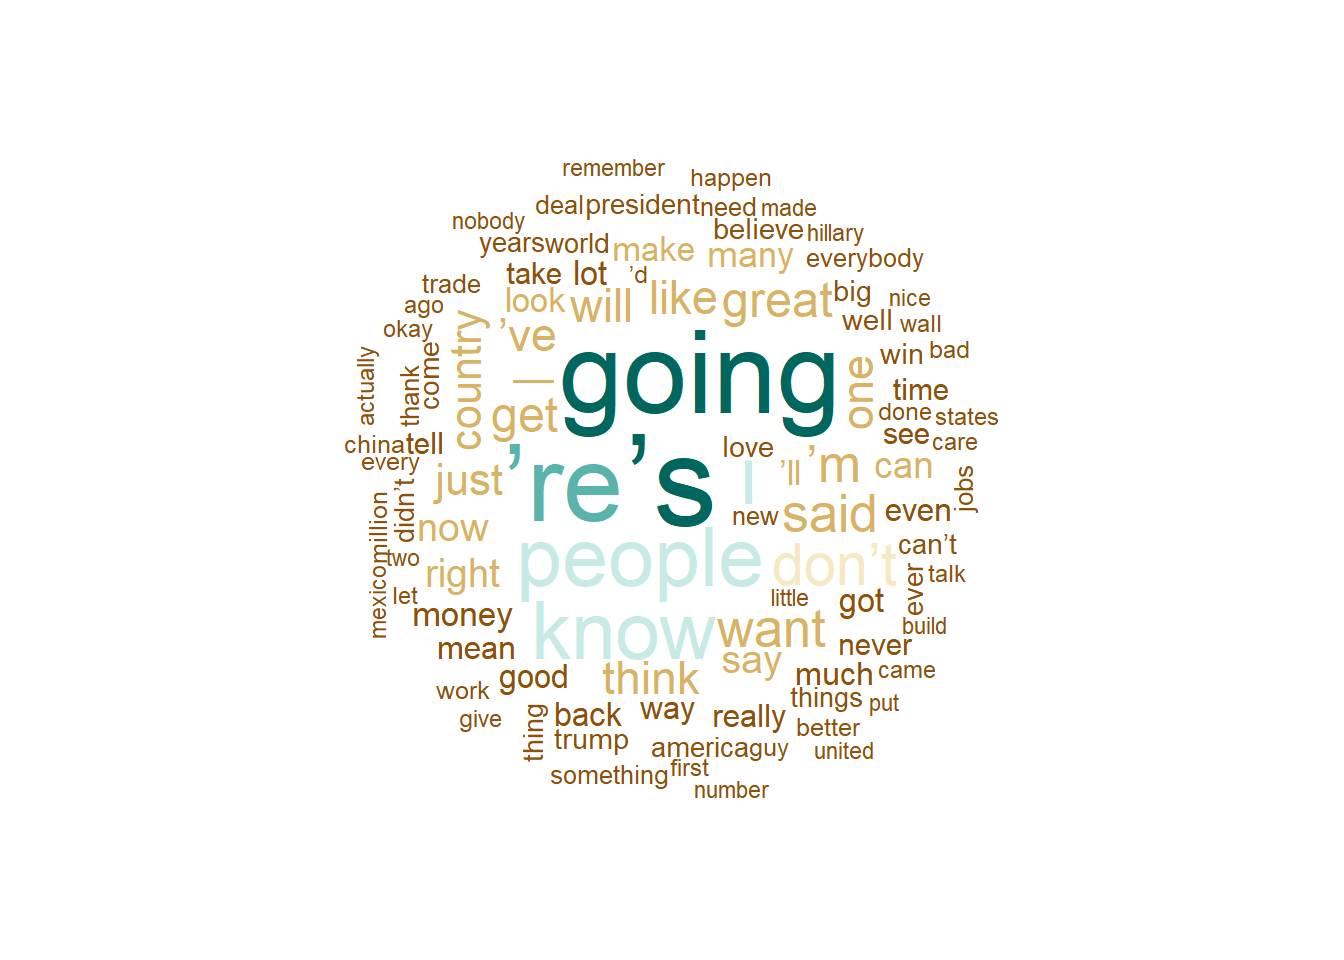 remember
happen
deal president need made
nobody believe hillary
years world make many everybody
take lot ’d
trade look will like great big nice
ago well wall
okay ’ve going
country one win bad
actually thank come — time
get done states
china tell love see care
every just ’re ’s I ’ll ’m can
jobs
didn’t now new said even
million people don’t can’t
two right ever talk
mexico let little got
money know want build
mean say never
work good think much came
give things put
thing back way really better
trump america guy united
something first
number